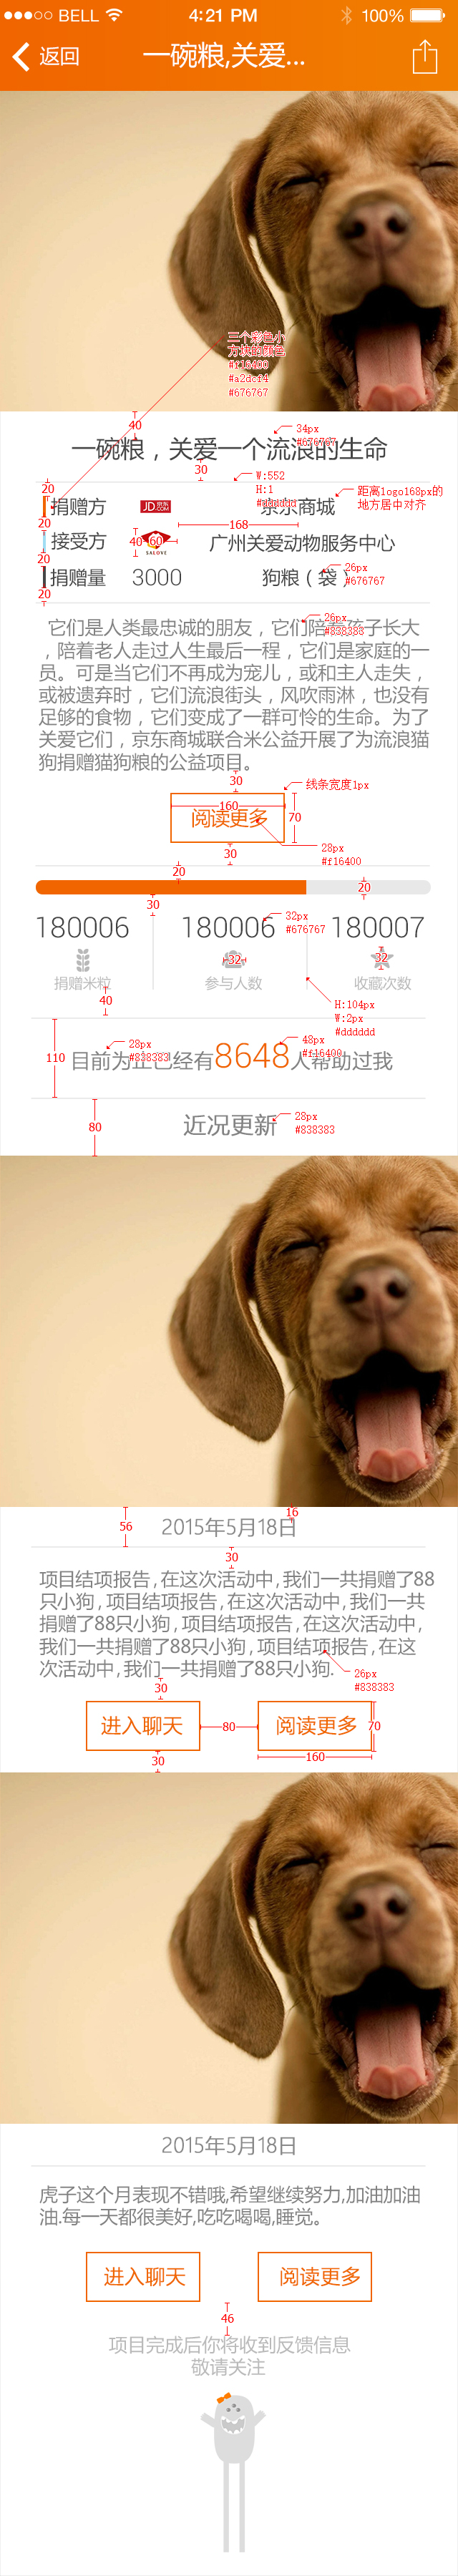 BELL 4:21 PM 100%
返回 一碗粮,关爱...
三个彩色小
方块的颜色
#f16400
#a2dcf4
#676767
40
34px
#676767
一碗粮，关爱一个流浪的生命
30
W:552
H:1
20
距离logo168px的
地方居中对齐
捐赠方 JD 京东 .COM 京东商城
20
168
接受方 40 60 SALOVE 广州关爱动物服务中心
20
26px
#676767
捐赠量 3000 狗粮（袋）
20
26px
#838383
它们是人类最忠诚的朋友，它们陪着孩子长大
，陪着老人走过人生最后一程，它们是家庭的一
员。可是当它们不再成为宠儿，或和主人走失，
或被遗弃时，它们流浪街头，风吹雨淋，也没有
足够的食物，它们变成了一群可怜的生命。为了
关爱它们，京东商城联合米公益开展了为流浪猫
狗捐赠猫狗粮的公益项目。
30
线条宽度1px
160
70
阅读更多
28px
#f16400
30
20
20
30
180006 180006 180007
32px
#676767
32
32
捐赠米粒 参与人数 收藏次数
40
H:104px
W:2px
#dddddd
110
28px
#838383
48px
#f16400
目前为止已经有8648人帮助过我
80
近况更新
28px
#838383
16
56
2015年5月18日
30
项目结项报告,在这次活动中,我们一共捐赠了88
只小狗,项目结项报告,在这次活动中,我们一共
捐赠了88只小狗,项目结项报告,在这次活动中,
我们一共捐赠了88只小狗,项目结项报告,在这
次活动中,我们一共捐赠了88只小狗.
26px
#838383
30
进入聊天 80 阅读更多 70
160
30
2015年5月18日
虎子这个月表现不错哦,希望继续努力,加油加油
油.每一天都很美好,吃吃喝喝,睡觉。
进入聊天 阅读更多
46
项目完成后你将收到反馈信息
敬请关注